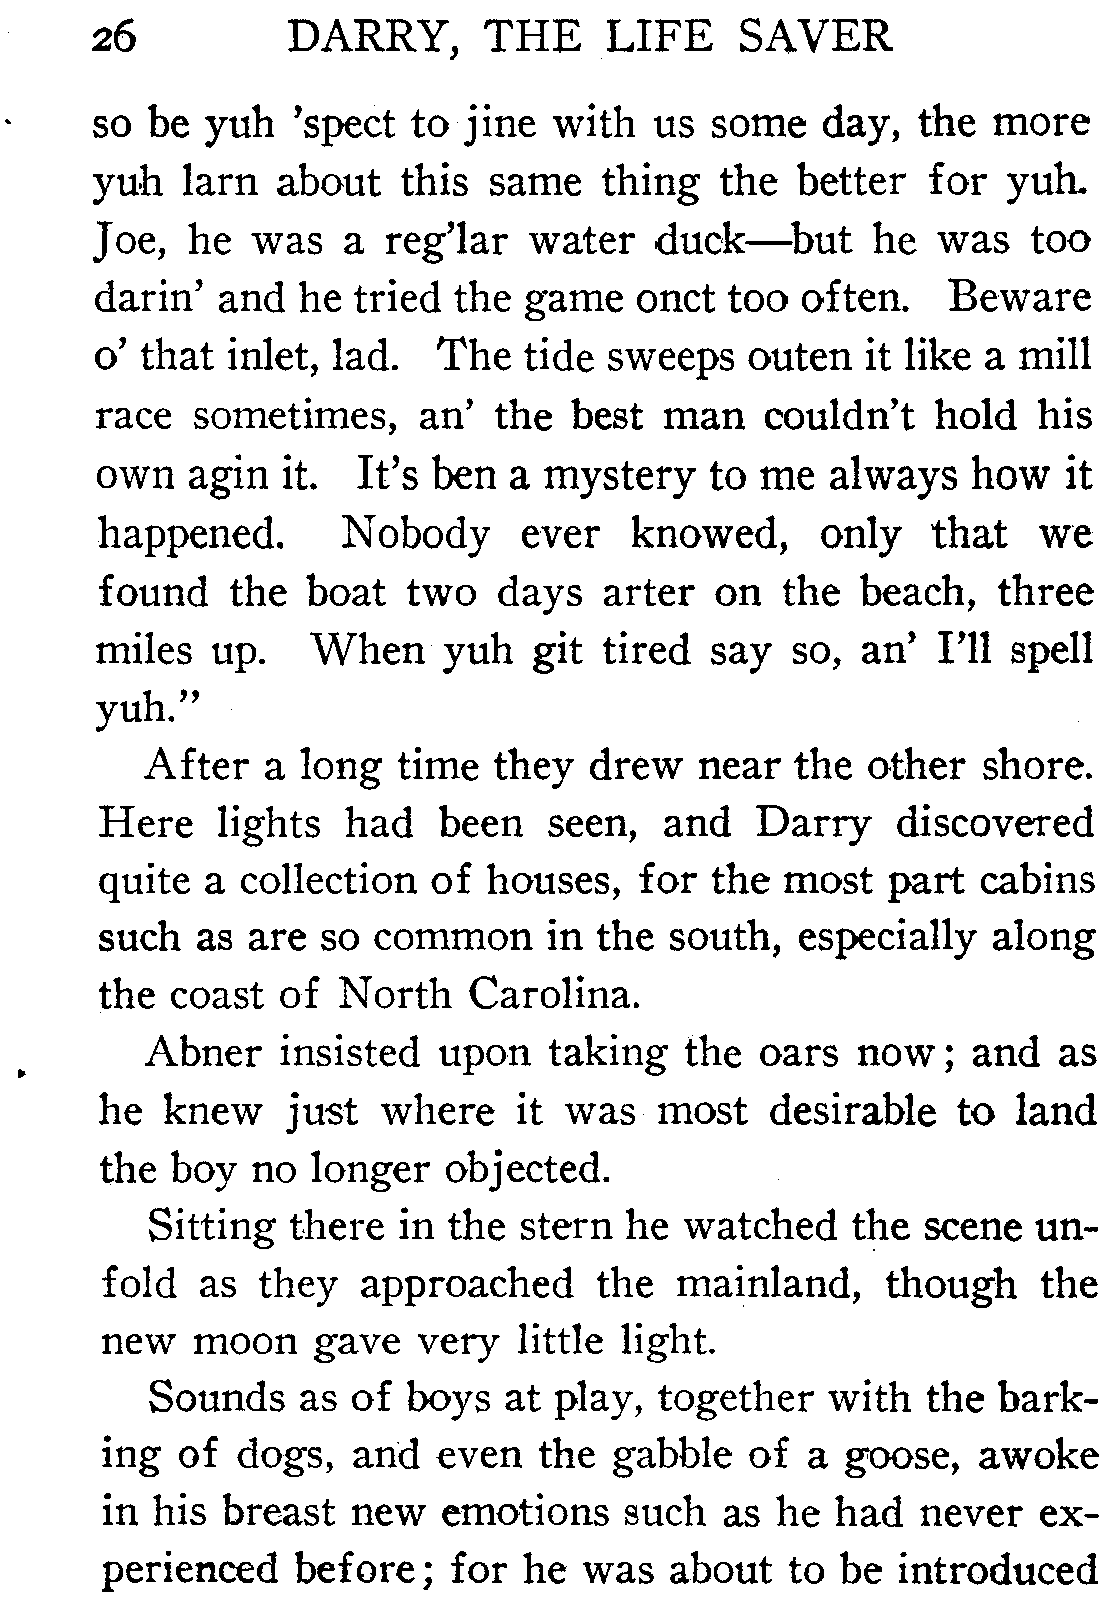 26 DARRY, THE LIFE SAVER
so be yuh 'spect to jine with us some day, the more
yuh larn about this same thing the better for yuh.
Joe, he was a reg'lar water duck—but he was too
darin' and he tried the game onct too often. Beware
o' that inlet, lad. The tide sweeps outen it like a mill
race sometimes, an' the best man couldn't hold his
own agin it. It's ben a mystery to me always how it
happened. Nobody ever knowed, only that we
found the boat two days arter on the beach, three
miles up. When yuh git tired say so, an' I'll spell
yuh."
After a long time they drew near the other shore.
Here lights had been seen, and Darry discovered
quite a collection of houses, for the most part cabins
such as are so common in the south, especially along
the coast of North Carolina.
Abner insisted upon taking the oars now; and as
he knew just where it was most desirable to land
the boy no longer objected.
Sitting there in the stern he watched the scene un-
fold as they approached the mainland, though the
new moon gave very little light.
Sounds as of boys at play, together with the bark-
ing of dogs, and even the gabble of a goose, awoke
in his breast new emotions such as he had never ex-
perienced before; for he was about to be introduced